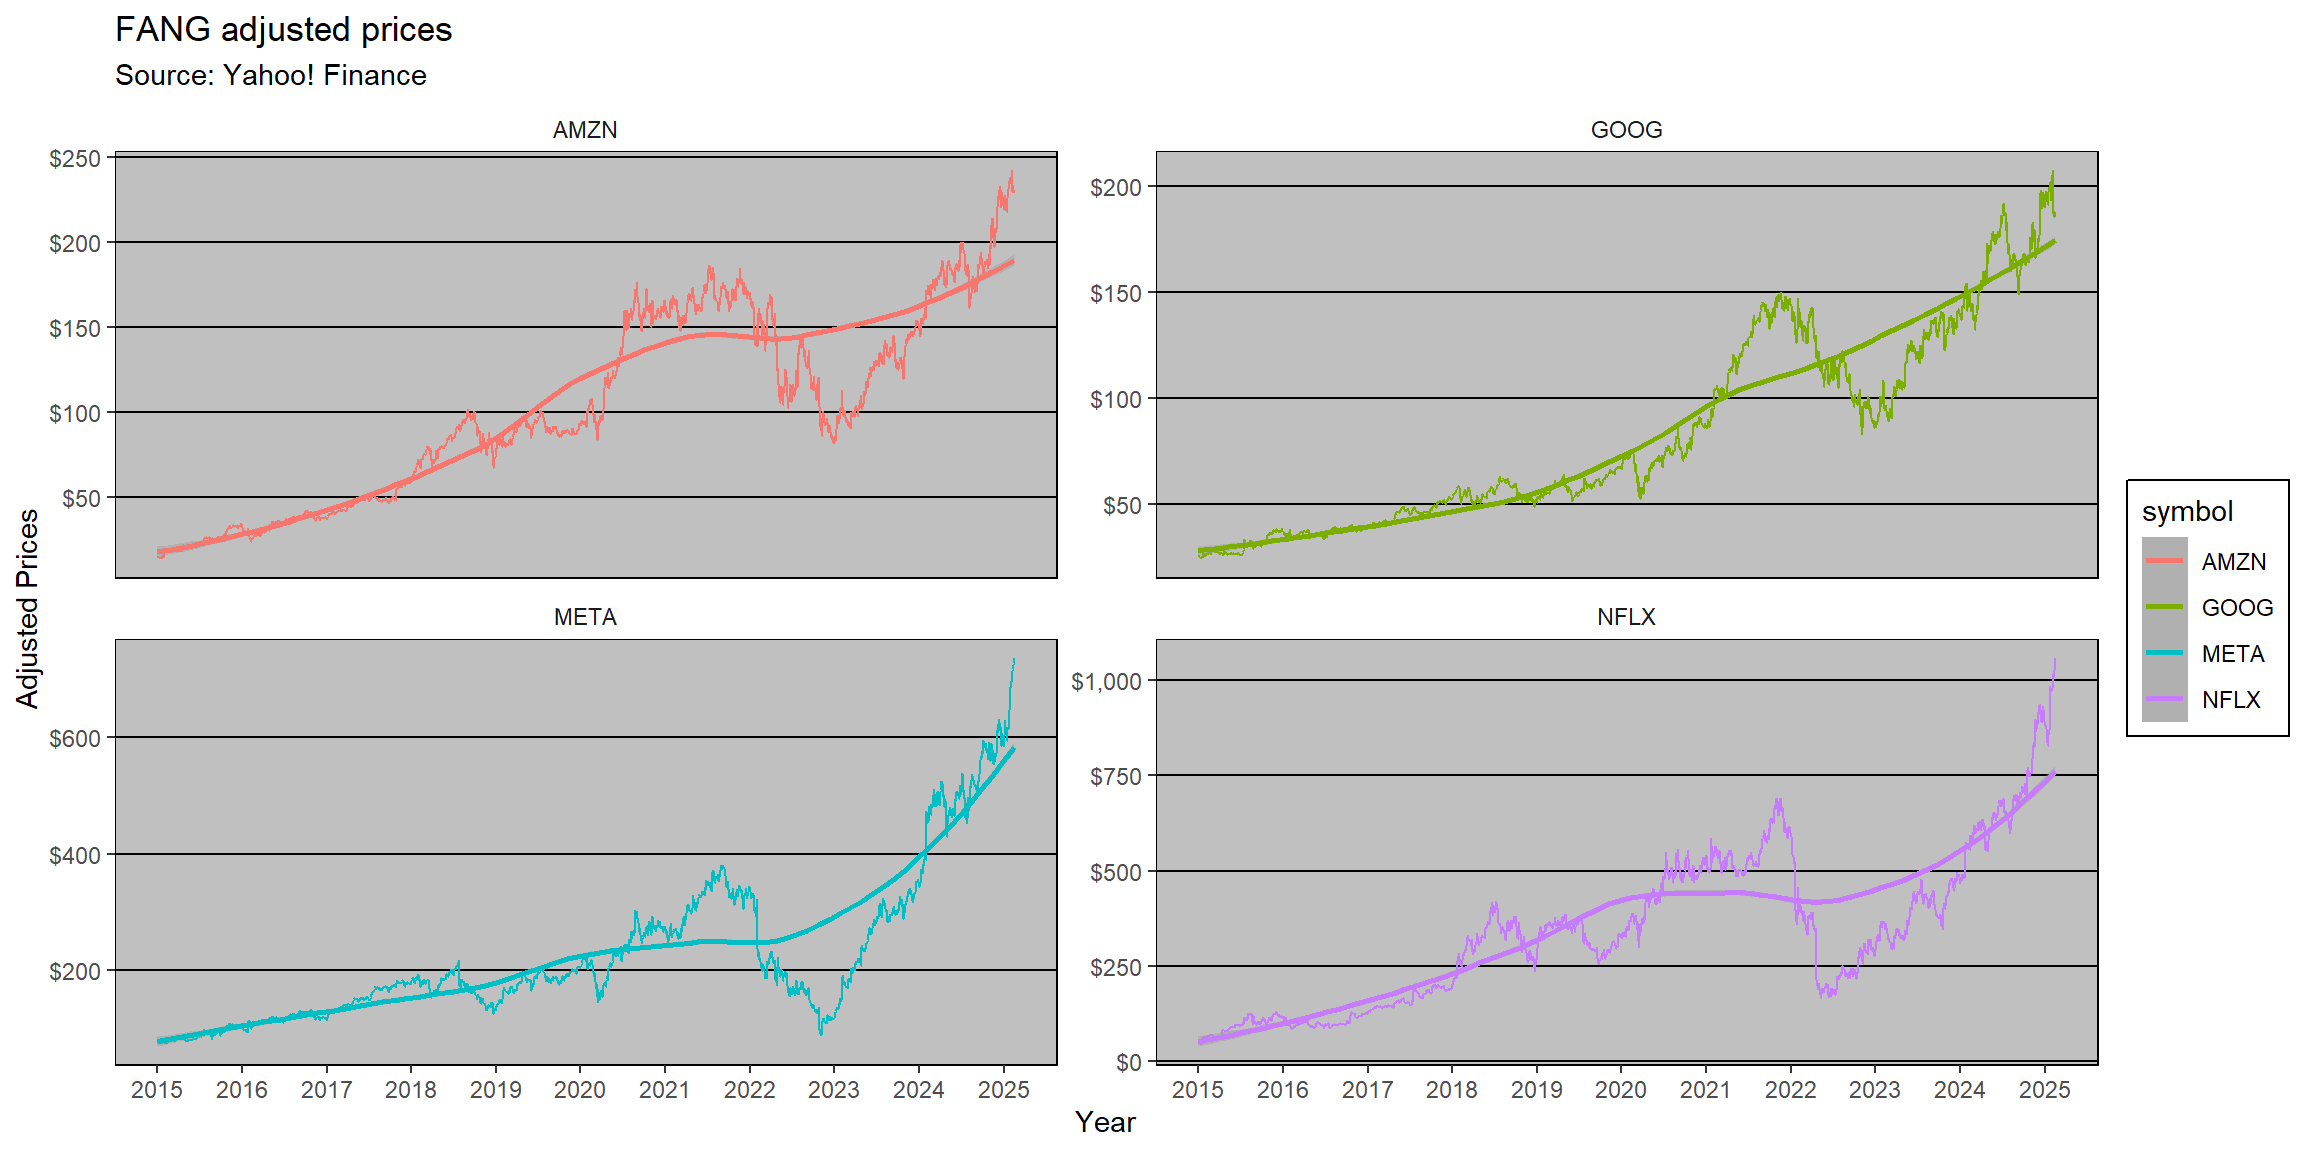 FANG adjusted prices
Source: Yahoo! Finance
AMZN
GOOG
$250
$200
$150
$100
$50
$200
$150
$100
$50
META
NFLX
$600
$400
$200
$1,000
$750
$500
$250
$0
2015 2016 2017 2018 2019 2020 2021 2022 2023 2024 2025
2015 2016 2017 2018 2019 2020 2021 2022 2023 2024 2025
Year
Adjusted Prices
symbol
AMZN
GOOG
META
NFLX